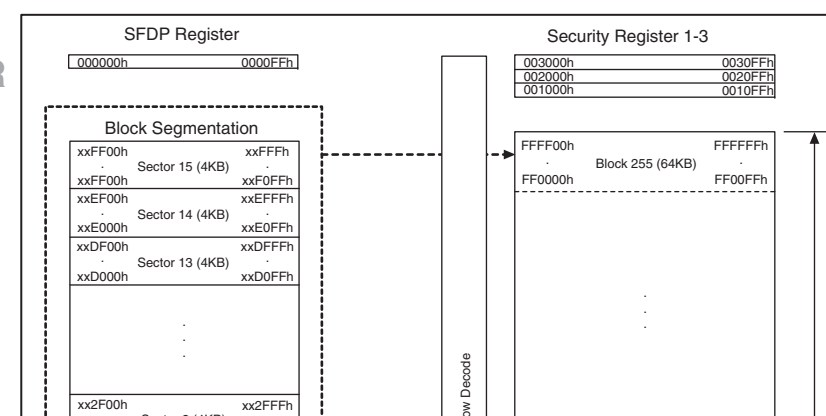 SFDP Register
000000h 0000FFh
Security Register 1-3
003000h 0030FFh
002000h 0020FFh
001000h 0010FFh
Block Segmentation
xxFF00h xxFFFh
. Sector 15 (4KB) .
xxFF00h xxF0FFh
xxEF00h xxEFFFh
. Sector 14 (4KB) .
xxE000h xxE0FFh
xxDF00h xxDFFFh
. Sector 13 (4KB) .
xxD000h xxD0FFh
.
.
.
xx2F00h xx2FFFh
Decode
FFFF00h FFFFFFh
. Block 255 (64KB) .
FF0000h FF00FFh
.
.
.